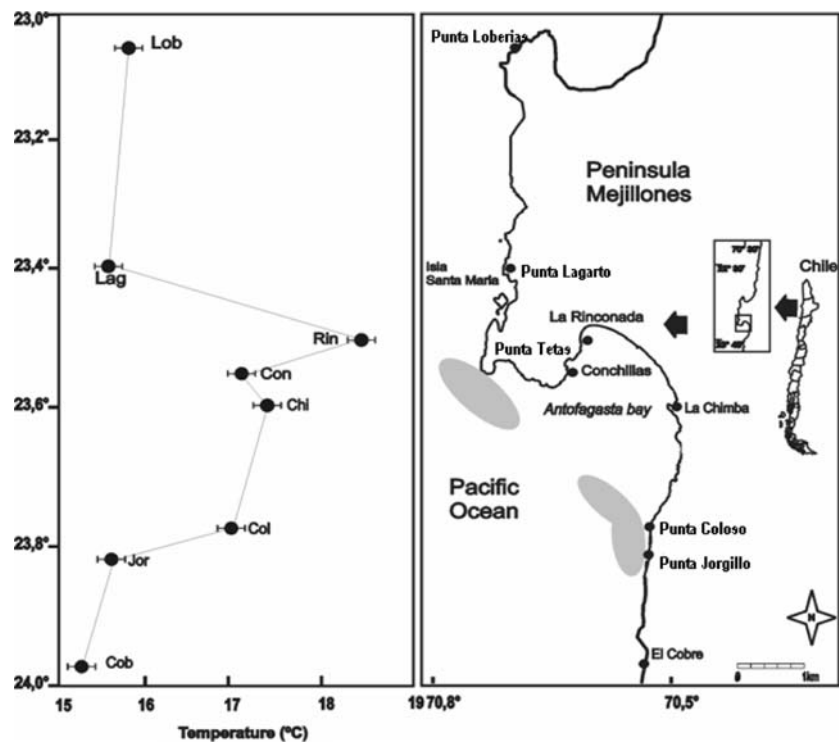 23,0°
23,2°
23,4°
23,6°
23,8°
24,0°
Lob
Lag
Rin
Con
Chi
Col
Jor
Cob
15 16 17 18 19
Temperature (ºC)
Punta Loberias
Peninsula
Mejillones
Isla
Santa Maria
Punta Lagarto
La Rinconada
Punta Tetas
Conchillas
Antofagasta bay
La Chimba
Pacific
Ocean
Punta Coloso
Punta Jorgillo
El Cobre
Chile
N
0 1km
70,8° 70,5°